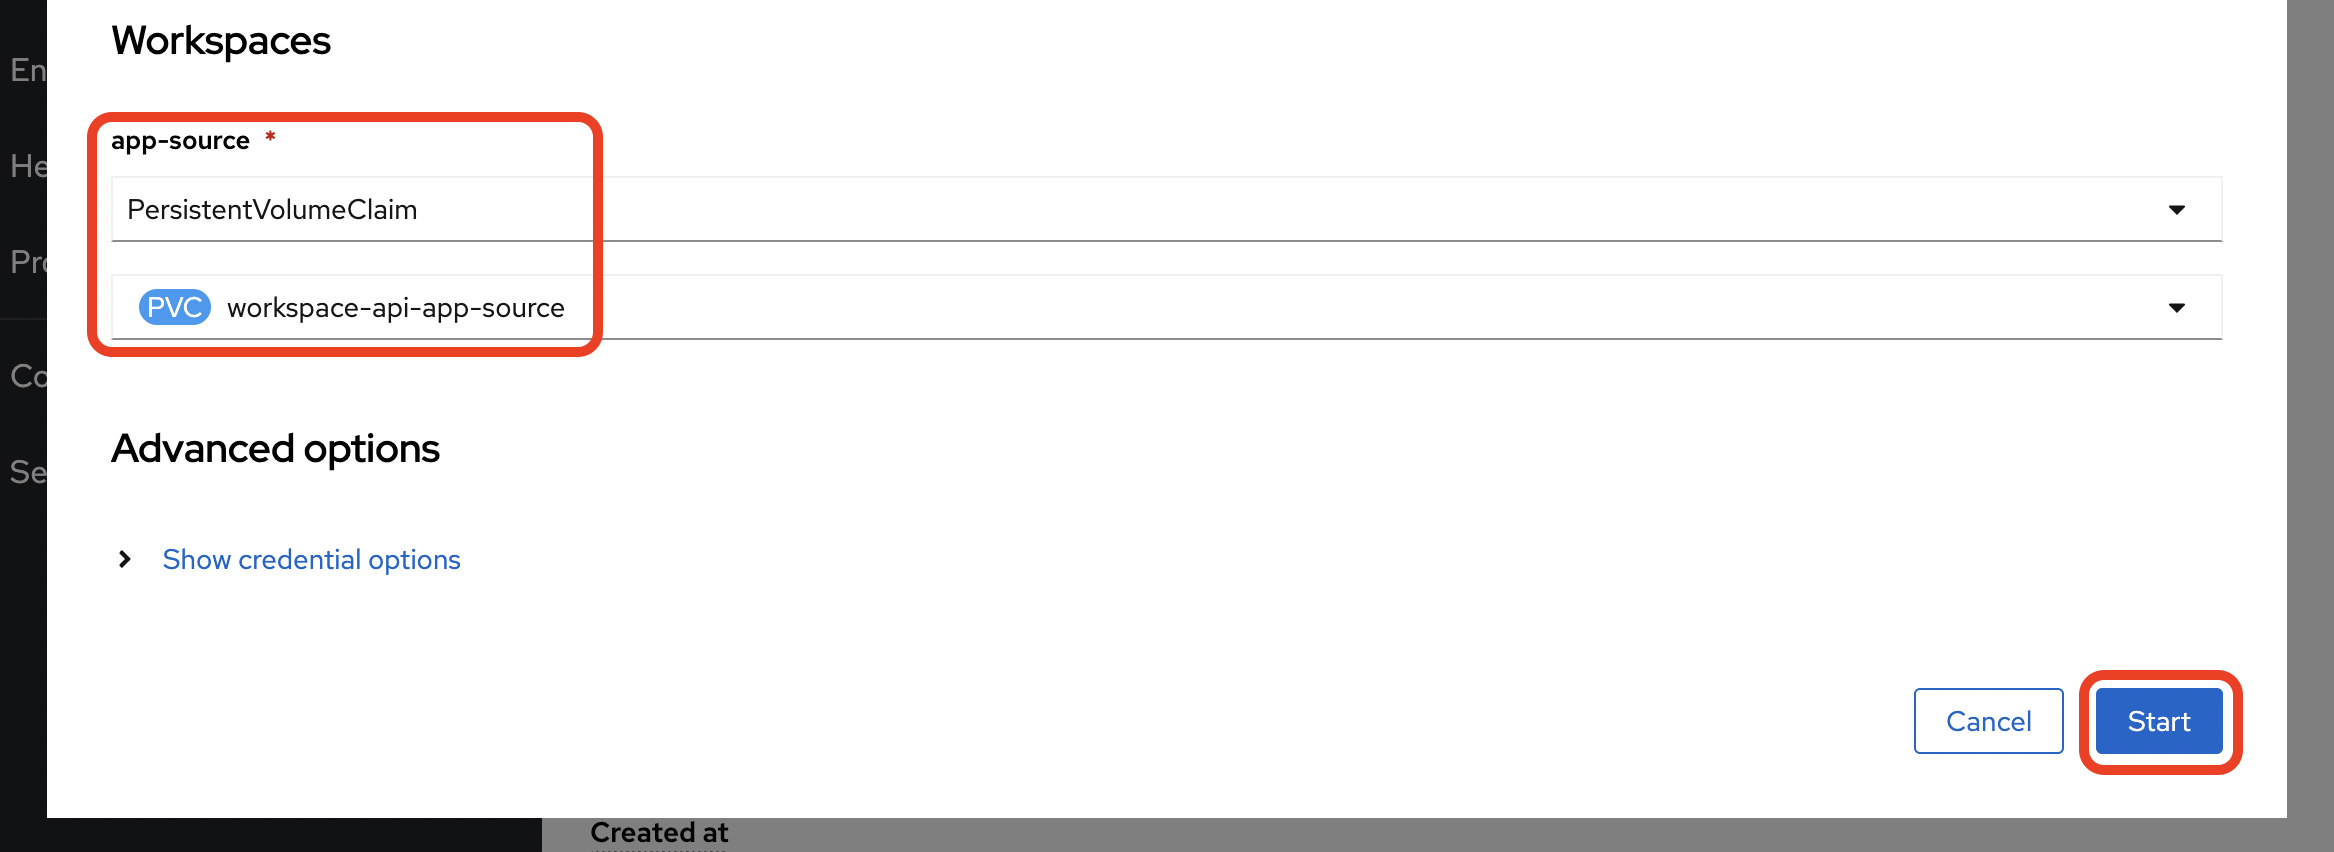 Workspaces
En
app-source *
He
PersistentVolumeClaim
Pro
PVC workspace-api-app-source
Co
Advanced options
Se
Show credential options
Cancel
Start
Created at